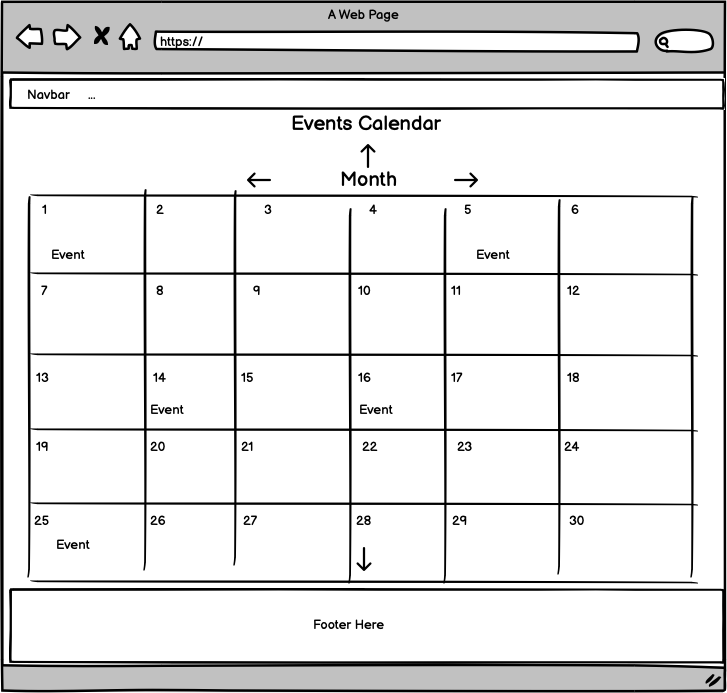 A Web Page
https://
Navbar ...
Events Calendar
Month
1 2 3 4 5 6
Event Event
7 8 9 10 11 12
13 14 15 16 17 18
Event Event
19 20 21 22 23 24
25 26 27 28 29 30
Event
Footer Here